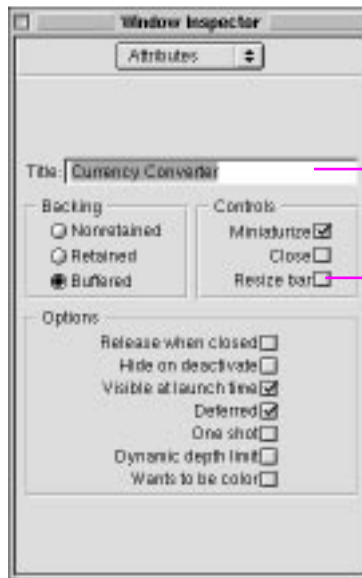 Window Inspector
Attributes
Title: Currency Converter
Backing
Nonretained
Retained
Buffered
Controls
Miniaturize
Close
Resize bar
Options
Release when closed
Hide on deactivate
Visible at launch time
Deferred
One shot
Dynamic depth limit
Wants to be color